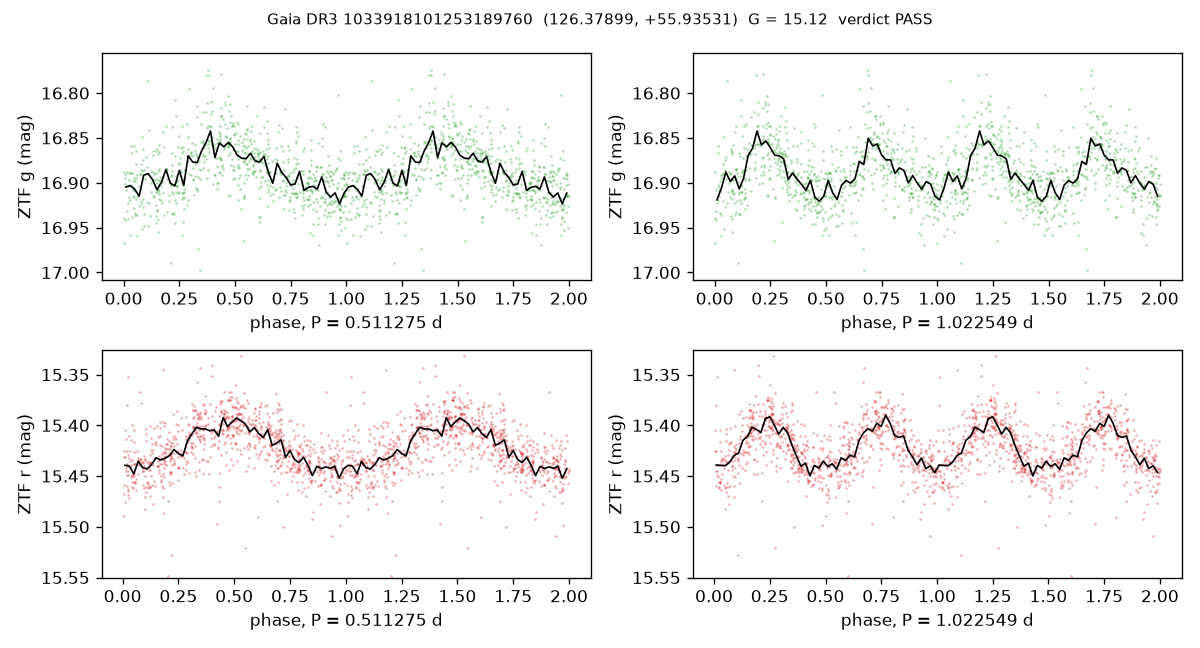 Gaia DR3 1033918101253189760  (126.37899, +55.93531)  G = 15.12  verdict PASS
ZTF g (mag)
16.80
16.85
16.90
16.95
17.00
0.00 0.25 0.50 0.75 1.00 1.25 1.50 1.75 2.00
phase, P = 0.511275 d
ZTF g (mag)
16.80
16.85
16.90
16.95
17.00
0.00 0.25 0.50 0.75 1.00 1.25 1.50 1.75 2.00
phase, P = 1.022549 d
ZTF r (mag)
15.35
15.40
15.45
15.50
15.55
0.00 0.25 0.50 0.75 1.00 1.25 1.50 1.75 2.00
phase, P = 0.511275 d
ZTF r (mag)
15.35
15.40
15.45
15.50
15.55
0.00 0.25 0.50 0.75 1.00 1.25 1.50 1.75 2.00
phase, P = 1.022549 d